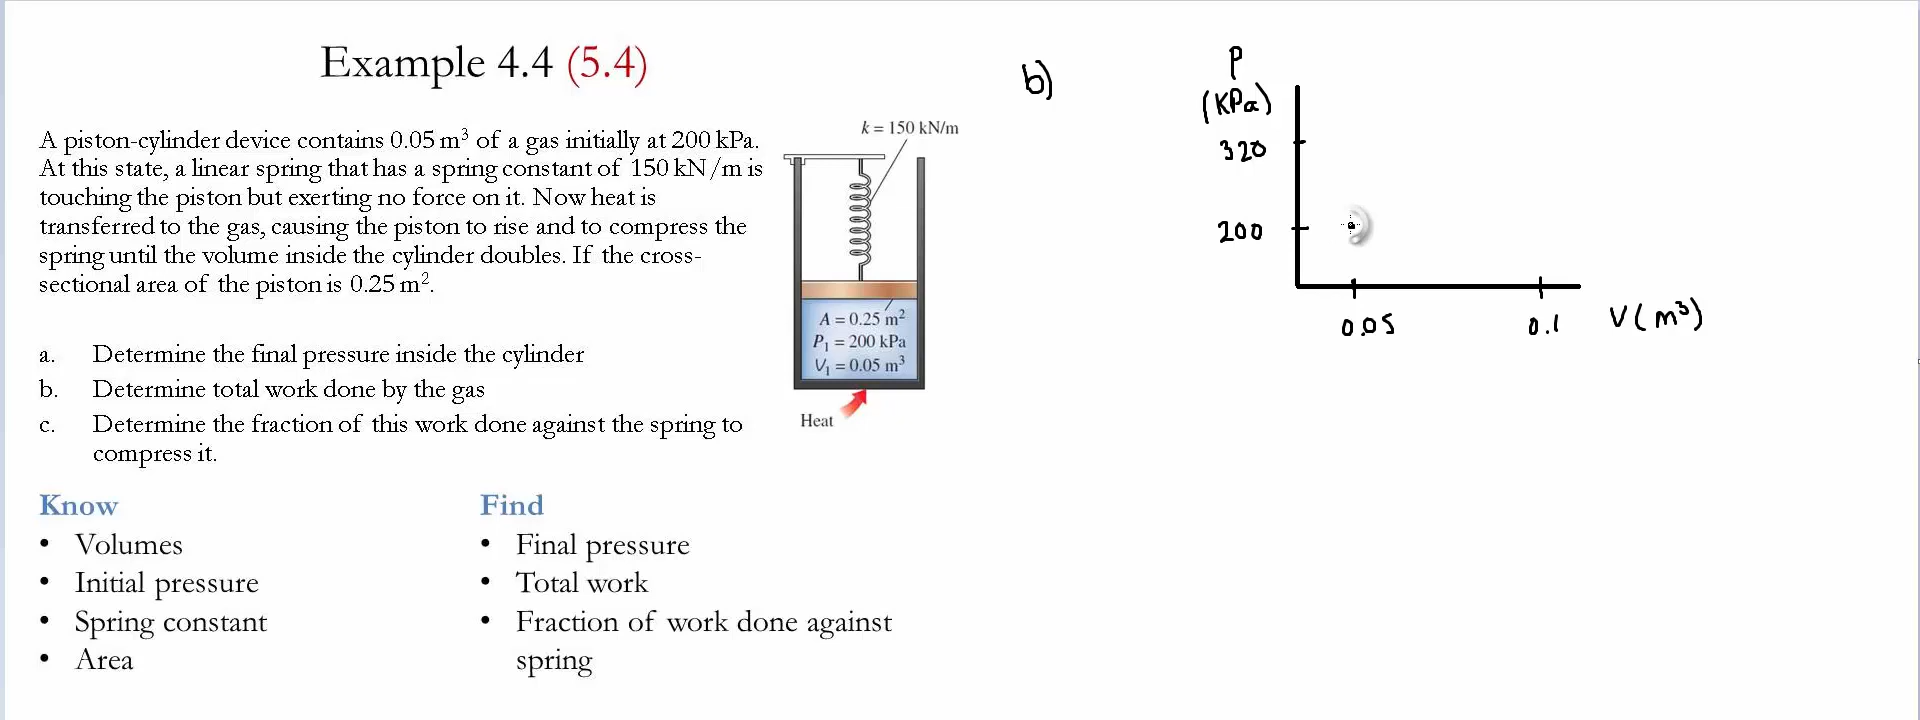 Example 4.4 (5.4)
A piston-cylinder device contains 0.05 m³ of a gas initially at 200 kPa.
At this state, a linear spring that has a spring constant of 150 kN/m is
touching the piston but exerting no force on it. Now heat is
transferred to the gas, causing the piston to rise and to compress the
spring until the volume inside the cylinder doubles. If the cross-
sectional area of the piston is 0.25 m².
a. Determine the final pressure inside the cylinder
b. Determine total work done by the gas
c. Determine the fraction of this work done against the spring to
compress it.
k = 150 kN/m
A = 0.25 m²
P₁ = 200 kPa
V₁ = 0.05 m³
Heat
Know
• Volumes
• Initial pressure
• Spring constant
• Area
Find
• Final pressure
• Total work
• Fraction of work done against
spring
b)
P
(KPa)
320
200
0.05
0.1
V(m³)